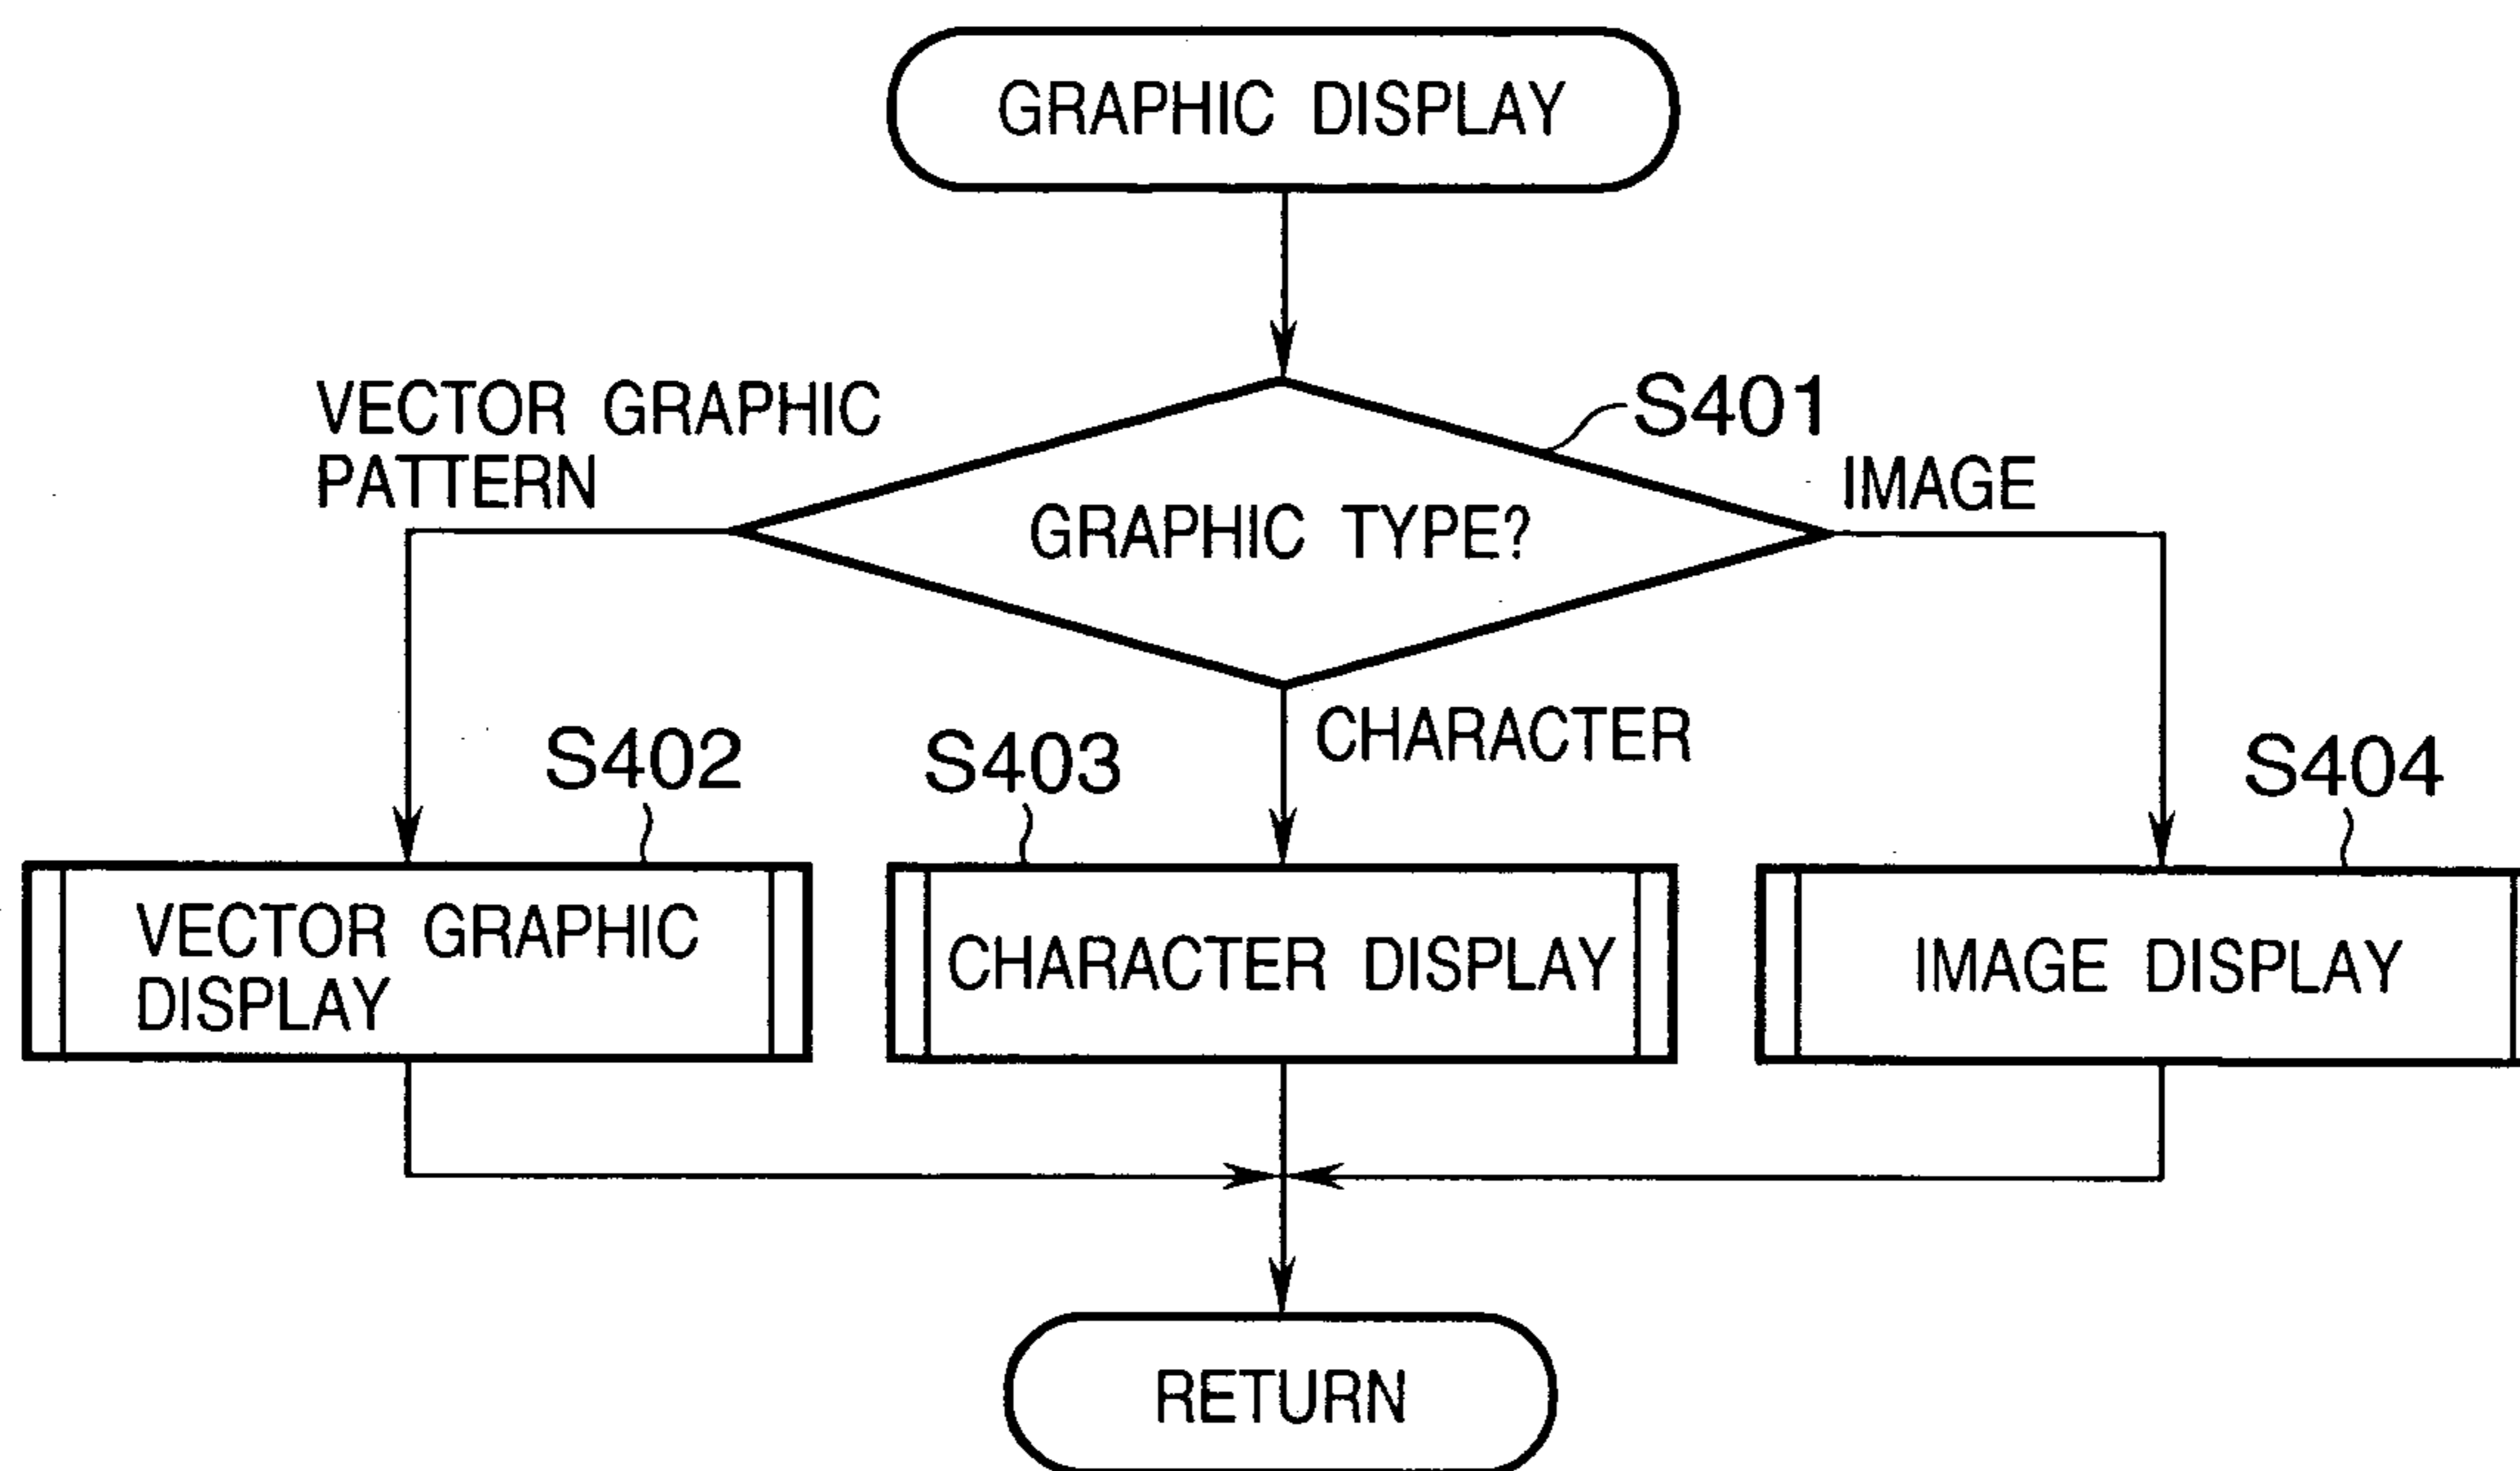 GRAPHIC DISPLAY
VECTOR GRAPHIC
PATTERN
S401
IMAGE
GRAPHIC TYPE?
CHARACTER
S402
S403
S404
VECTOR GRAPHIC
DISPLAY
CHARACTER DISPLAY
IMAGE DISPLAY
RETURN